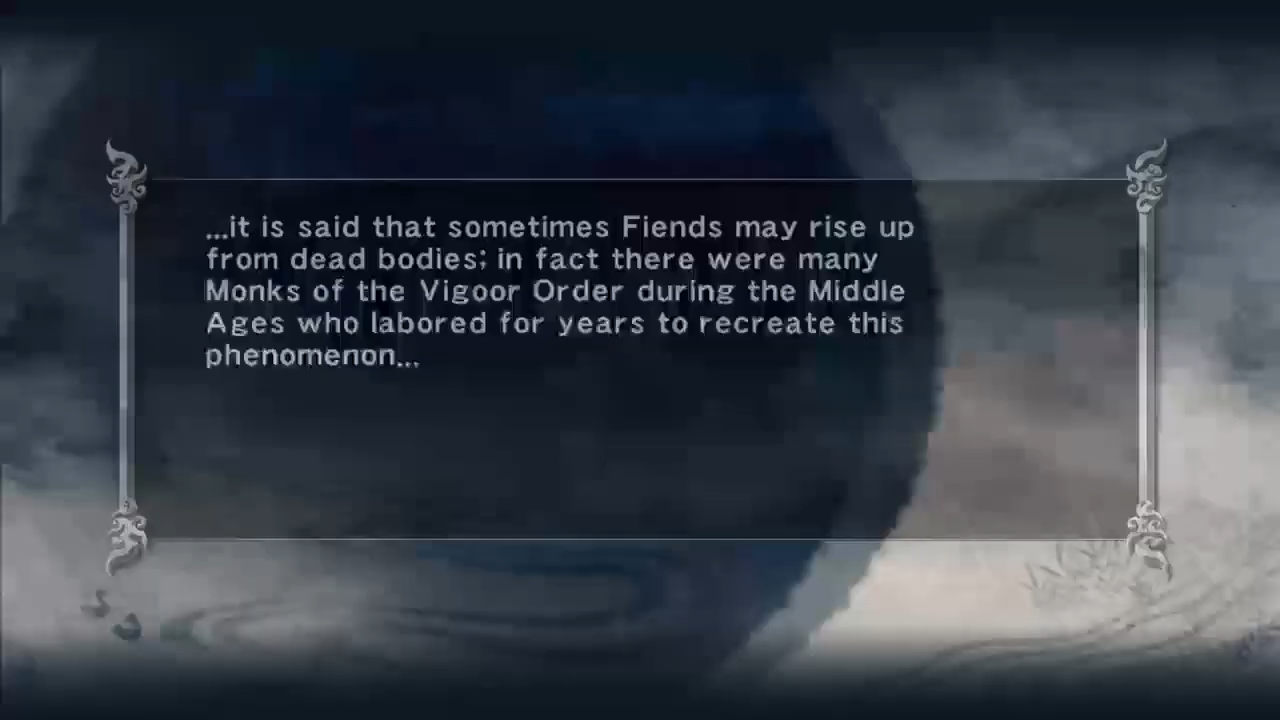 ...it is said that sometimes Fiends may rise up
from dead bodies; in fact there were many
Monks of the Vigoor Order during the Middle
Ages who labored for years to recreate this
phenomenon...